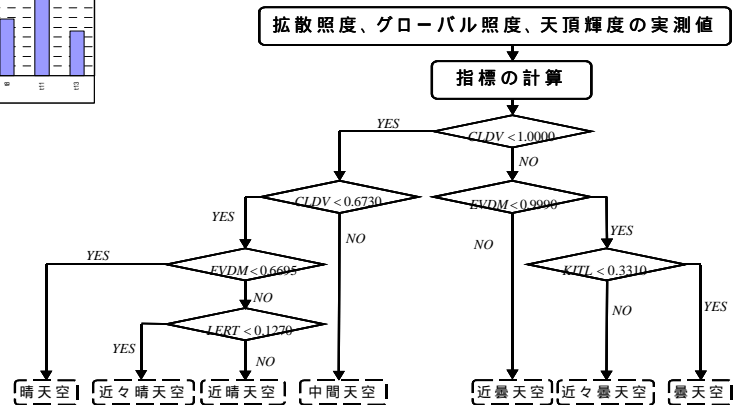 拡散照度、グローバル照度、天頂輝度の実測値
指標の計算
YES
CLDV<1.0000
NO
CLDV<0.6730
EVDM<0.9990
YES
NO
NO
YES
YES
EVDM<0.6695
KITL<0.3310
NO
NO
YES
LERT<0.1270
YES
NO
晴天空
近々晴天空
近晴天空
中間天空
近曇天空
近々曇天空
曇天空
t11
t13